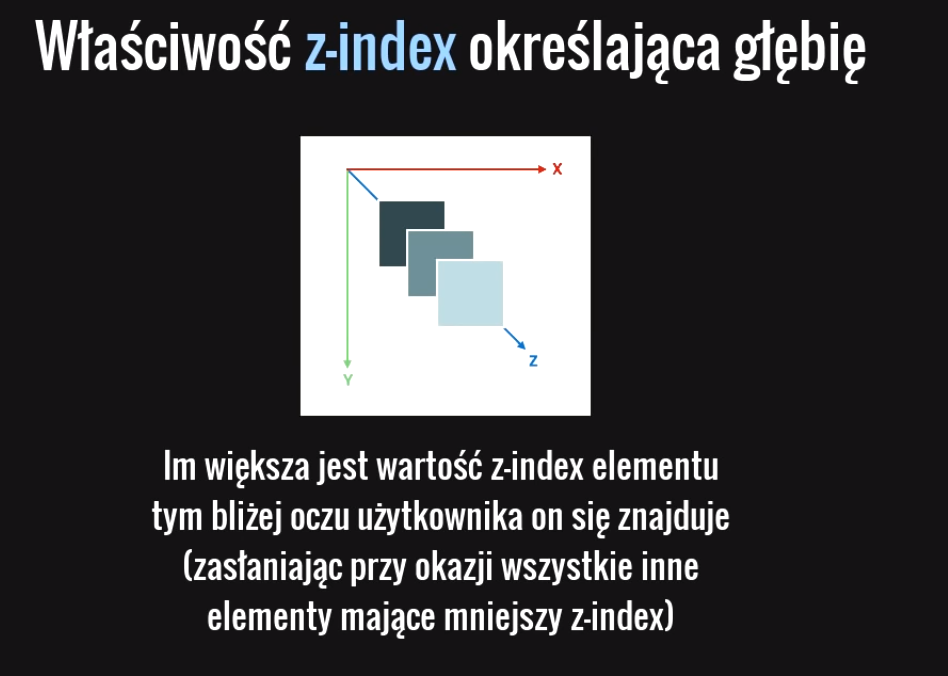 Właściwość z-index określająca głębię
X
Z
Y
Im większa jest wartość z-index elementu
tym bliżej oczu użytkownika on się znajduje
(zasłaniając przy okazji wszystkie inne
elementy mające mniejszy z-index)